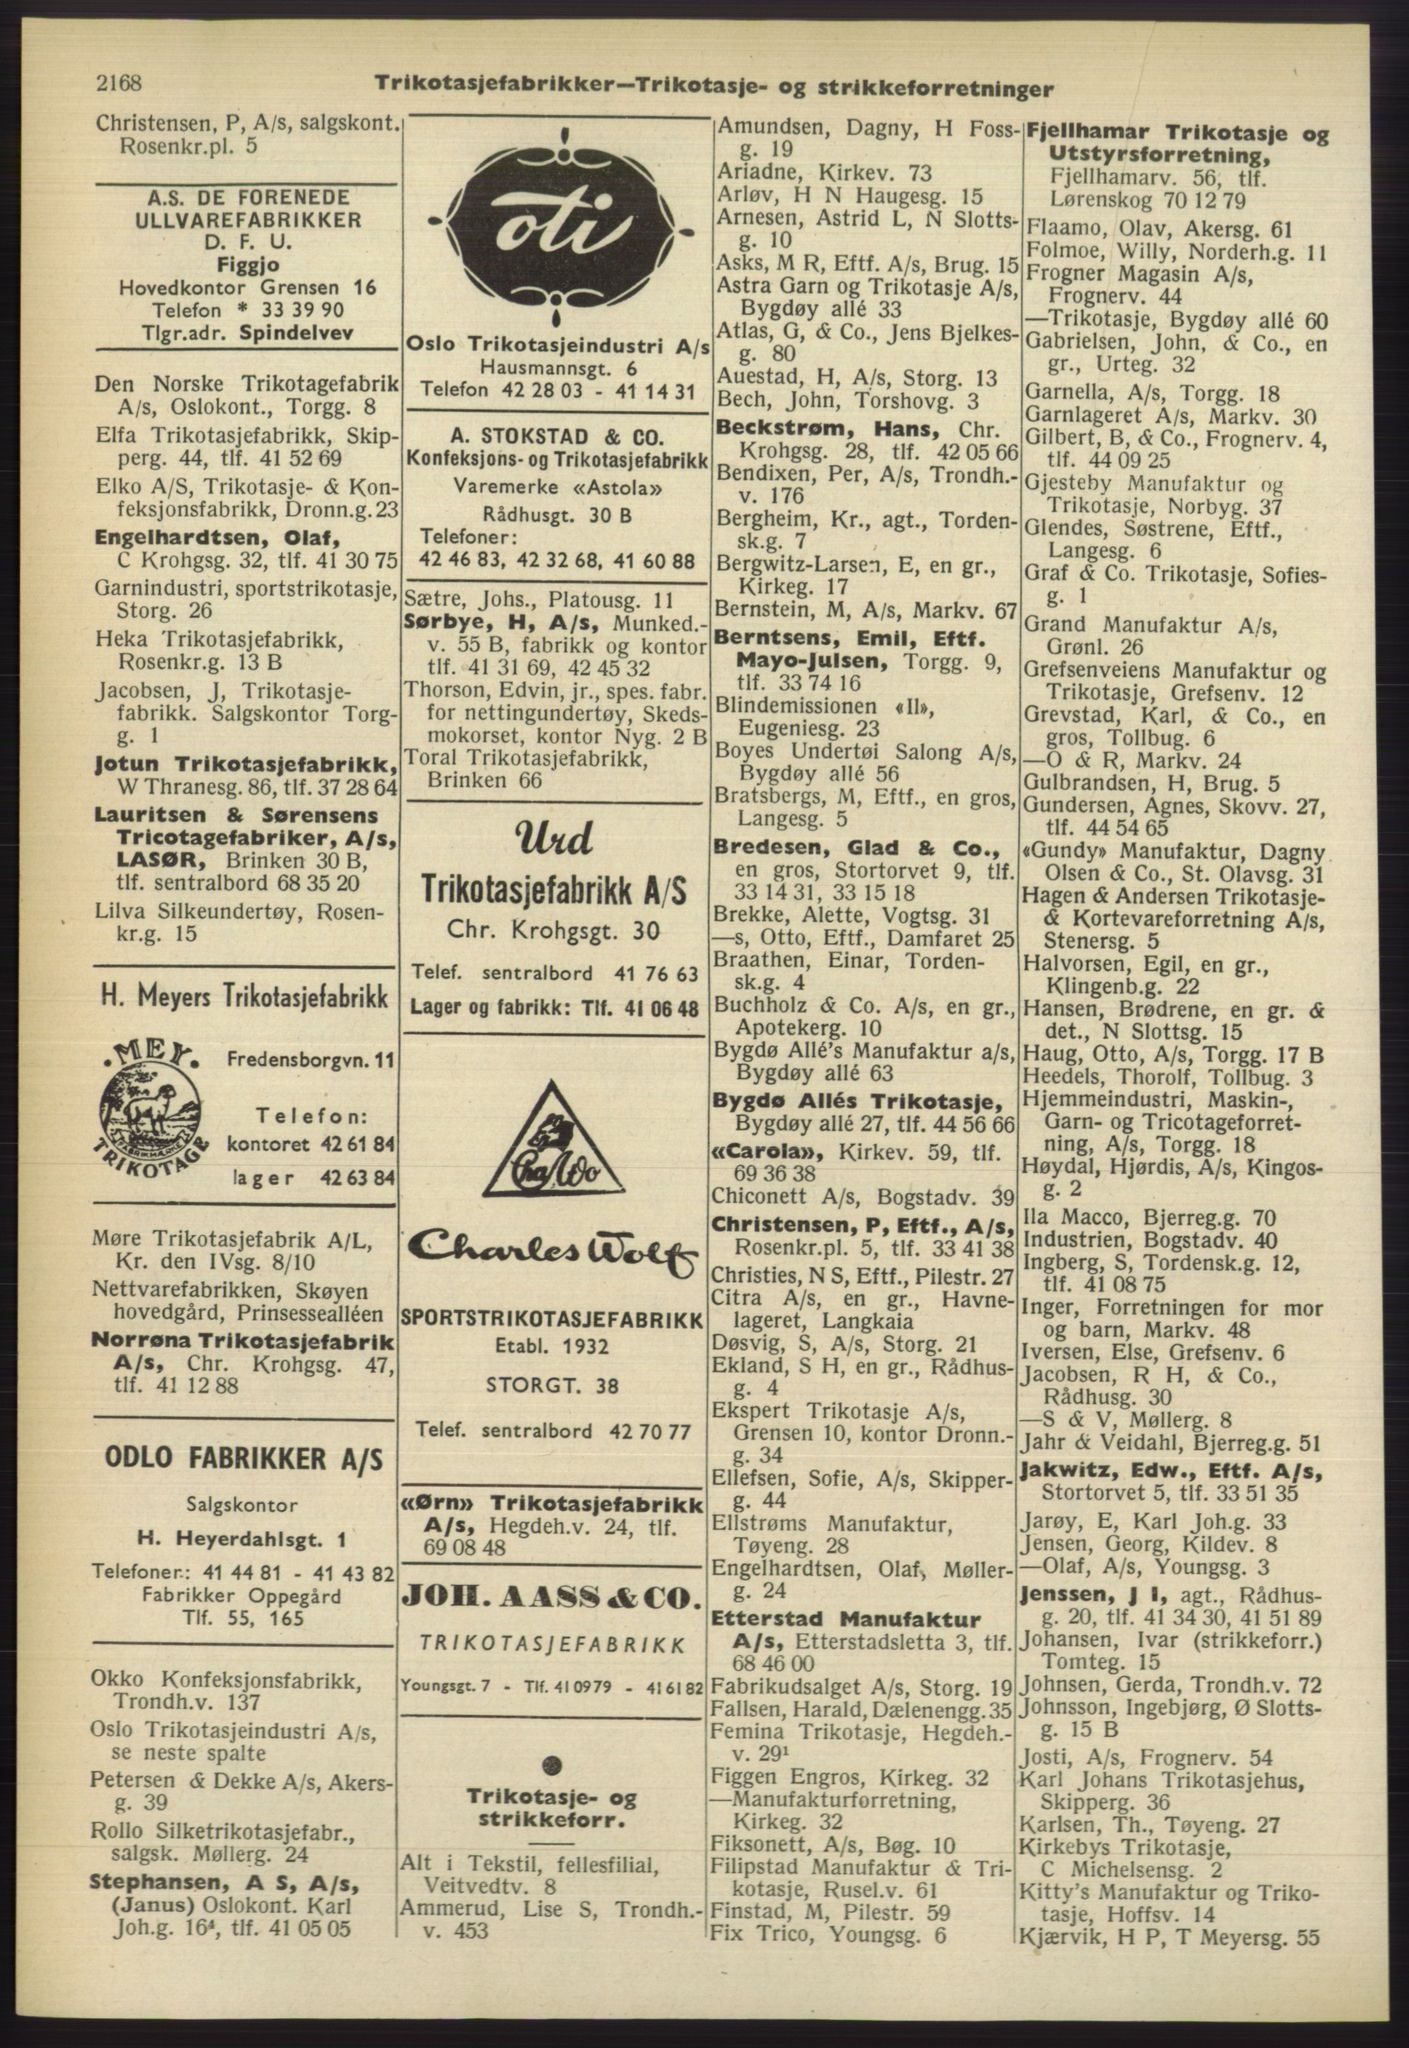 2168
Trikotasjefabrikker—Trikotasje- og strikkeforretninger
Christensen, P, A/s, salgskont.
Rosenkr.pl. 5
A.S. DE FORENEDE
ULLVAREFABRIKKER
D. F. U.
Figgjo
Hovedkontor Grensen 16
Telefon * 33 39 90
Tlgr.adr. Spindelvev
Den Norske Trikotagefabrik
A/s, Oslokont., Torgg. 8
Elfa Trikotasjefabrikk, Skip-
perg. 44, tlf. 41 52 69
Elko A/S, Trikotasje- & Kon-
feksjonsfabrikk, Dronn.g. 23
Engelhardtsen, Olaf,
C Krohgsg. 32, tlf. 41 30 75
Garnindustri, sportstrikotasje,
Storg. 26
Heka Trikotasjefabrikk,
Rosenkr.g. 13 B
Jacobsen, J, Trikotasje-
fabrikk. Salgskontor Torg-
g. 1
Jotun Trikotasjefabrikk,
W Thranesg. 86, tlf. 37 28 64
Lauritsen & Sørensens
Tricotagefabriker, A/s,
LASØR, Brinken 30 B,
tlf. sentralbord 68 35 20
Lilva Silkeundertøy, Rosen-
kr.g. 15
H. Meyers Trikotasjefabrikk
MEY
TRIKOTAGE
Fredensborgvn. 11
Telefon:
kontoret 42 61 84
lager 42 63 84
Møre Trikotasjefabrik A/L,
Kr. den IVsg. 8/10
Nettvarefabrikken, Skøyen
hovedgård, Prinsessealléen
Norrøna Trikotasjefabrik
A/s, Chr. Krohgsg. 47,
tlf. 41 12 88
ODLO FABRIKKER A/S
Salgskontor
H. Heyerdahlsgt. 1
Telefoner: 41 44 81 - 41 43 82
Fabrikker Oppegård
Tlf. 55, 165
Okko Konfeksjonsfabrikk,
Trondh.v. 137
Oslo Trikotasjeindustri A/s,
se neste spalte
Petersen & Dekke A/s, Akers-
g. 39
Rollo Silketrikotasjefabr.,
salgsk. Møllerg. 24
Stephansen, A S, A/s,
(Janus) Oslokont. Karl
Joh.g. 16⁴, tlf. 41 05 05
oti
Oslo Trikotasjeindustri A/s
Hausmannsgt. 6
Telefon 42 28 03 - 41 14 31
A. STOKSTAD & CO.
Konfeksjons- og Trikotasjefabrikk
Varemerke «Astola»
Rådhusgt. 30 B
Telefoner:
42 46 83, 42 32 68, 41 60 88
Sætre, Johs., Platousg. 11
Sørbye, H, A/s, Munked.-
v. 55 B, fabrikk og kontor
tlf. 41 31 69, 42 45 32
Thorson, Edvin, jr., spes. fabr.
for nettingundertøy, Skeds-
mokorset, kontor Nyg. 2 B
Toral Trikotasjefabrikk,
Brinken 66
Urd
Trikotasjefabrikk A/S
Chr. Krohgsgt. 30
Telef. sentralbord 41 76 63
Lager og fabrikk: Tlf. 41 06 48
ChaWo
Charles Wolf
SPORTSTRIKOTASJEFABRIKK
Etabl. 1932
STORGT. 38
Telef. sentralbord 42 70 77
«Ørn» Trikotasjefabrikk
A/s, Hegdeh.v. 24, tlf.
69 08 48
JOH. AASS & CO.
TRIKOTASJEFABRIKK
Youngsgt. 7 - Tlf. 41 09 79 - 41 61 82
Trikotasje- og
strikkeforr.
Alt i Tekstil, fellesfilial,
Veitvedtv. 8
Ammerud, Lise S, Trondh.-
v. 453
Amundsen, Dagny, H Foss-
g. 19
Ariadne, Kirkev. 73
Arløv, H N Haugesg. 15
Arnesen, Astrid L, N Slotts-
g. 10
Asks, M R, Eftf. A/s, Brug. 15
Astra Garn og Trikotasje A/s,
Bygdøy allé 33
Atlas, G, & Co., Jens Bjelkes-
g. 80
Auestad, H, A/s, Storg. 13
Bech, John, Torshovg. 3
Beckstrøm, Hans, Chr.
Krohgsg. 28, tlf. 42 05 66
Bendixen, Per, A/s, Trondh.-
v. 176
Bergheim, Kr., agt., Torden-
sk.g. 7
Bergwitz-Larsen, E, en gr.,
Kirkeg. 17
Bernstein, M, A/s, Markv. 67
Berntsens, Emil, Eftf.
Mayo-Julsen, Torgg. 9,
tlf. 33 74 16
Blindemissionen «Il»,
Eugeniesg. 23
Boyes Undertøi Salong A/s,
Bygdøy allé 56
Bratsbergs, M, Eftf., en gros,
Langesg. 5
Bredesen, Glad & Co.,
en gros, Stortorvet 9, tlf.
33 14 31, 33 15 18
Brekke, Alette, Vogtsg. 31
—s, Otto, Eftf., Damfaret 25
Braathen, Einar, Torden-
sk.g. 4
Buchholz & Co. A/s, en gr.,
Apotekerg. 10
Bygdø Allé's Manufaktur a/s,
Bygdøy allé 63
Bygdø Allés Trikotasje,
Bygdøy allé 27, tlf. 44 56 66
«Carola», Kirkev. 59, tlf.
69 36 38
Chiconett A/s, Bogstadv. 39
Christensen, P, Eftf., A/s,
Rosenkr.pl. 5, tlf. 33 41 38
Christies, N S, Eftf., Pilestr. 27
Citra A/s, en gr., Havne-
lageret, Langkaia
Døsvig, S, A/s, Storg. 21
Ekland, S H, en gr., Rådhus-
g. 4
Ekspert Trikotasje A/s,
Grensen 10, kontor Dronn.-
g. 34
Ellefsen, Sofie, A/s, Skipper-
g. 44
Ellstrøms Manufaktur,
Tøyeng. 28
Engelhardtsen, Olaf, Møller-
g. 24
Etterstad Manufaktur
A/s, Etterstadsletta 3, tlf.
68 46 00
Fabrikudsalget A/s, Storg. 19
Fallsen, Harald, Dælenengg. 35
Femina Trikotasje, Hegdeh.-
v. 29¹
Figgen Engros, Kirkeg. 32
—Manufakturforretning,
Kirkeg. 32
Fiksonett, A/s, Bøg. 10
Filipstad Manufaktur & Tri-
kotasje, Rusel.v. 61
Finstad, M, Pilestr. 59
Fix Trico, Youngsg. 6
Fjellhamar Trikotasje og
Utstyrsforretning,
Fjellhamarv. 56, tlf.
Lørenskog 70 12 79
Flaamo, Olav, Akersg. 61
Folmoe, Willy, Norderh.g. 11
Frogner Magasin A/s,
Frognerv. 44
—Trikotasje, Bygdøy allé 60
Gabrielsen, John, & Co., en
gr., Urteg. 32
Garnella, A/s, Torgg. 18
Garnlageret A/s, Markv. 30
Gilbert, B, & Co., Frognerv. 4,
tlf. 44 09 25
Gjesteby Manufaktur og
Trikotasje, Norbyg. 37
Glendes, Søstrene, Eftf.,
Langesg. 6
Graf & Co. Trikotasje, Sofies-
g. 1
Grand Manufaktur A/s,
Grønl. 26
Grefsenveiens Manufaktur og
Trikotasje, Grefsenv. 12
Grevstad, Karl, & Co., en
gros, Tollbug. 6
—O & R, Markv. 24
Gulbrandsen, H, Brug. 5
Gundersen, Agnes, Skovv. 27,
tlf. 44 54 65
«Gundy» Manufaktur, Dagny
Olsen & Co., St. Olavsg. 31
Hagen & Andersen Trikotasje-
& Kortevareforretning A/s,
Stenersg. 5
Halvorsen, Egil, en gr.,
Klingenb.g. 22
Hansen, Brødrene, en gr. &
det., N Slottsg. 15
Haug, Otto, A/s, Torgg. 17 B
Heedels, Thorolf, Tollbug. 3
Hjemmeindustri, Maskin-,
Garn- og Tricotageforret-
ning, A/s, Torgg. 18
Høydal, Hjørdis, A/s, Kingos-
g. 2
Ila Macco, Bjerreg.g. 70
Industrien, Bogstadv. 40
Ingberg, S, Tordensk.g. 12,
tlf. 41 08 75
Inger, Forretningen for mor
og barn, Markv. 48
Iversen, Else, Grefsenv. 6
Jacobsen, R H, & Co.,
Rådhusg. 30
—S & V, Møllerg. 8
Jahr & Veidahl, Bjerreg.g. 51
Jakwitz, Edw., Eftf. A/s,
Stortorvet 5, tlf. 33 51 35
Jarøy, E, Karl Joh.g. 33
Jensen, Georg, Kildev. 8
—Olaf, A/s, Youngsg. 3
Jenssen, J I, agt., Rådhus-
g. 20, tlf. 41 34 30, 41 51 89
Johansen, Ivar (strikkeforr.)
Tomteg. 15
Johnsen, Gerda, Trondh.v. 72
Johnsson, Ingebjørg, Ø Slotts-
g. 15 B
Josti, A/s, Frognerv. 54
Karl Johans Trikotasjehus,
Skipperg. 36
Karlsen, Th., Tøyeng. 27
Kirkebys Trikotasje,
C Michelsensg. 2
Kitty's Manufaktur og Triko-
tasje, Hoffsv. 14
Kjærvik, H P, T Meyersg. 55